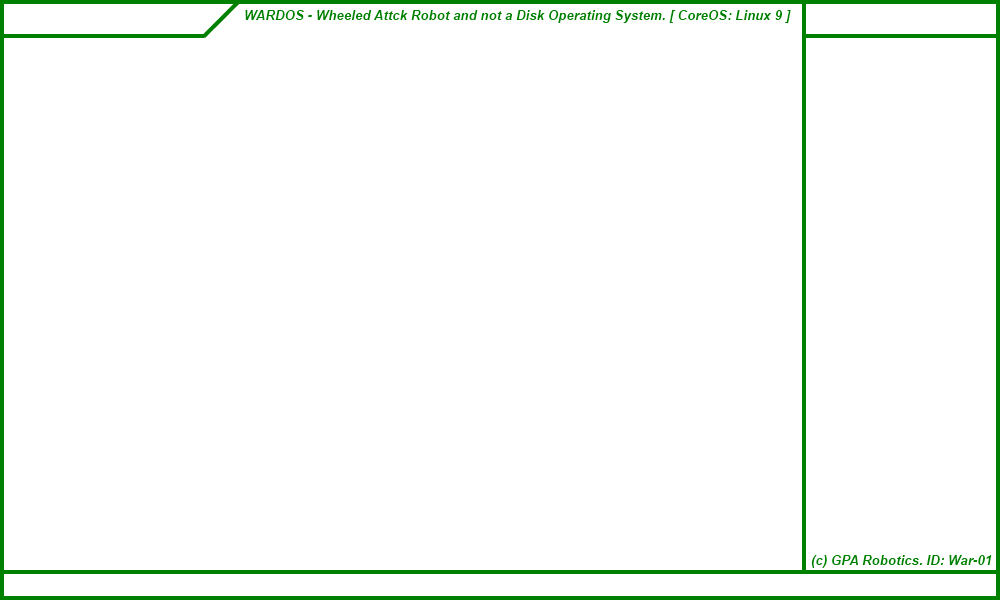 WARDOS - Wheeled Attck Robot and not a Disk Operating System. [ CoreOS: Linux 9 ]
(c) GPA Robotics. ID: War-01